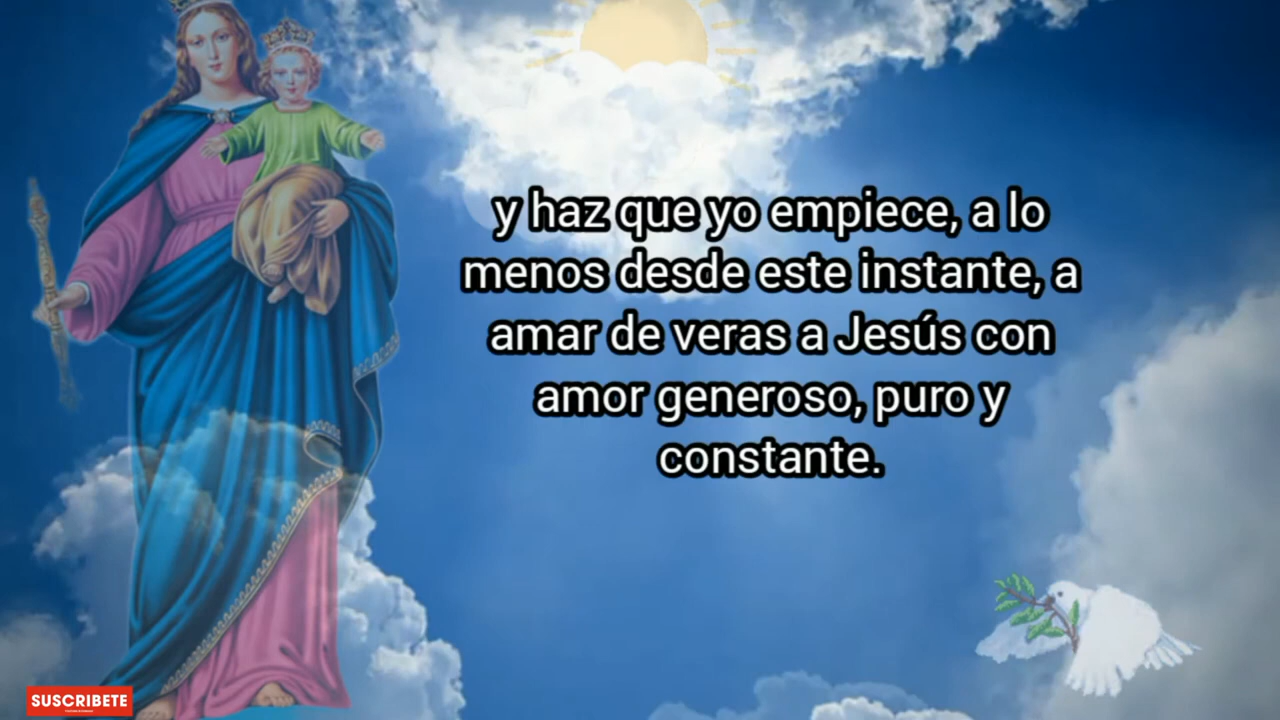 y haz que yo empiece, a lo
menos desde este instante, a
amar de veras a Jesús con
amor generoso, puro y
constante.
SUSCRIBETE